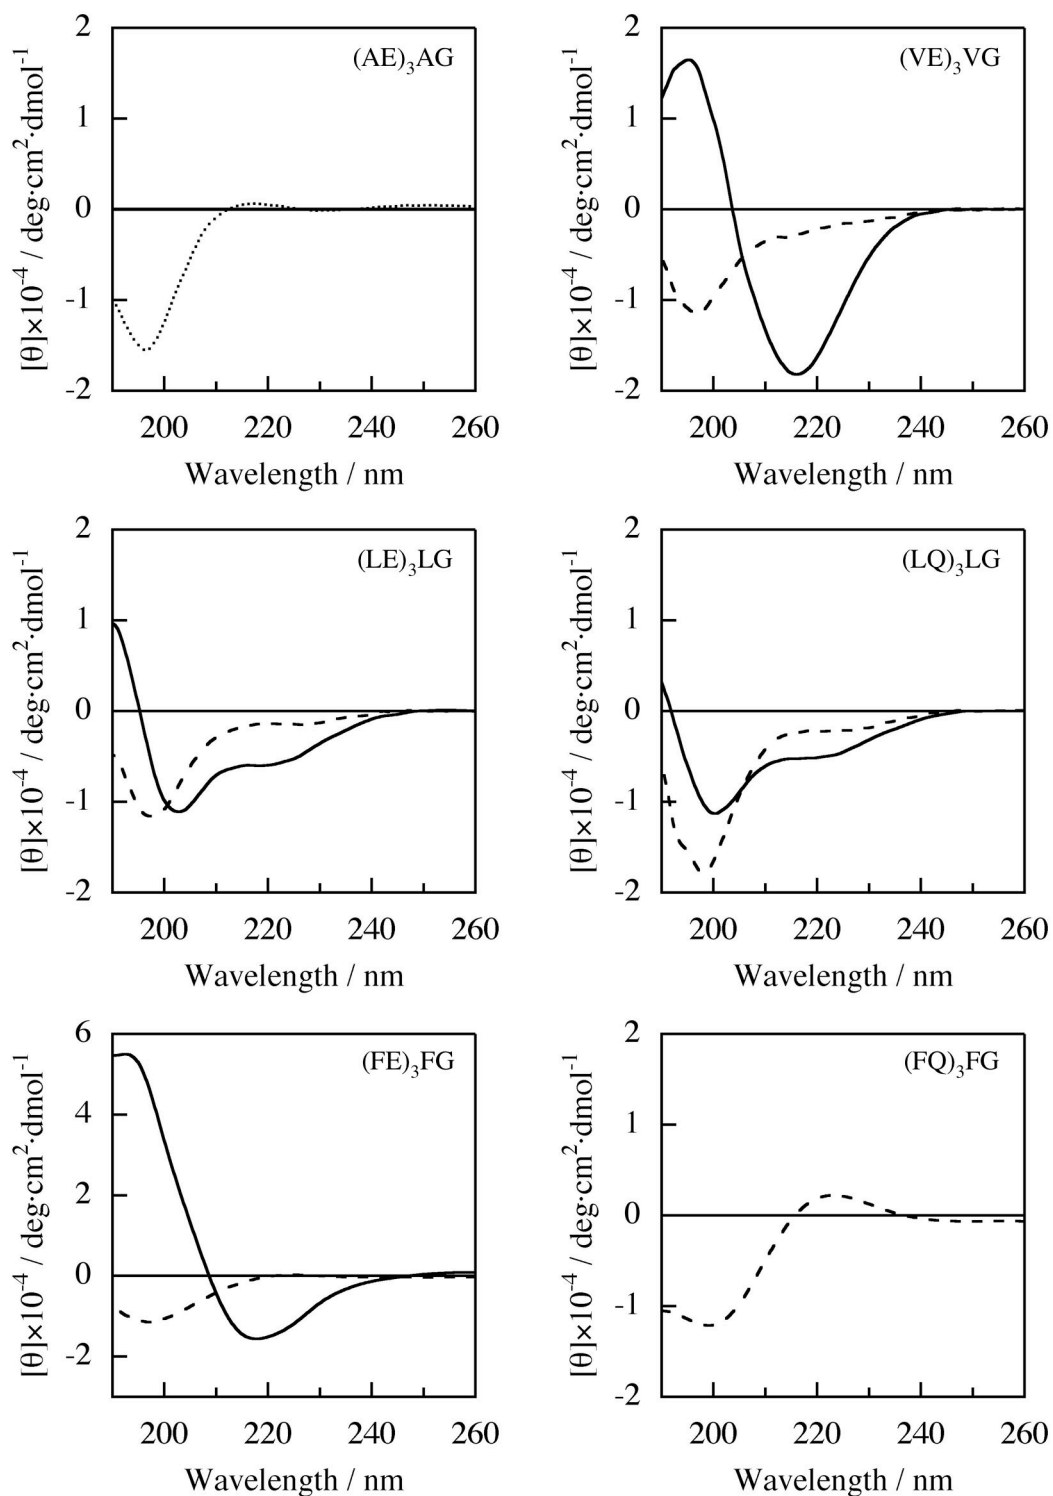 2
1
0
-1
-2
[θ]×10⁻⁴ / deg·cm²·dmol⁻¹
(AE)₃AG
200 220 240 260
Wavelength / nm
2
1
0
-1
-2
[θ]×10⁻⁴ / deg·cm²·dmol⁻¹
(VE)₃VG
200 220 240 260
Wavelength / nm
2
1
0
-1
-2
[θ]×10⁻⁴ / deg·cm²·dmol⁻¹
(LE)₃LG
200 220 240 260
Wavelength / nm
2
1
0
-1
-2
[θ]×10⁻⁴ / deg·cm²·dmol⁻¹
(LQ)₃LG
200 220 240 260
Wavelength / nm
6
4
2
0
-2
[θ]×10⁻⁴ / deg·cm²·dmol⁻¹
(FE)₃FG
200 220 240 260
Wavelength / nm
2
1
0
-1
-2
[θ]×10⁻⁴ / deg·cm²·dmol⁻¹
(FQ)₃FG
200 220 240 260
Wavelength / nm